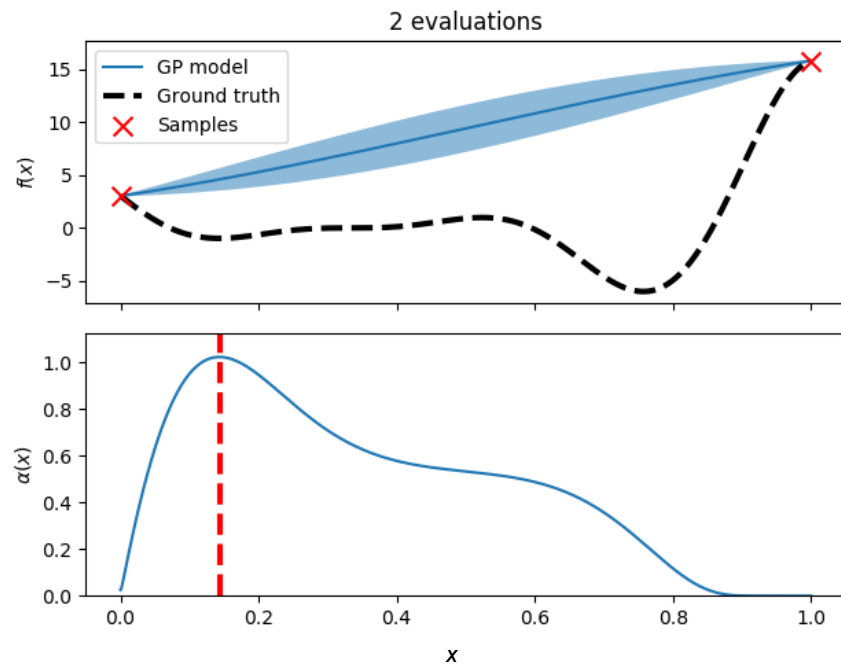 2 evaluations
GP model
Ground truth
Samples
f(x)
15
10
5
0
−5
α(x)
1.0
0.8
0.6
0.4
0.2
0.0
0.0 0.2 0.4 0.6 0.8 1.0
x